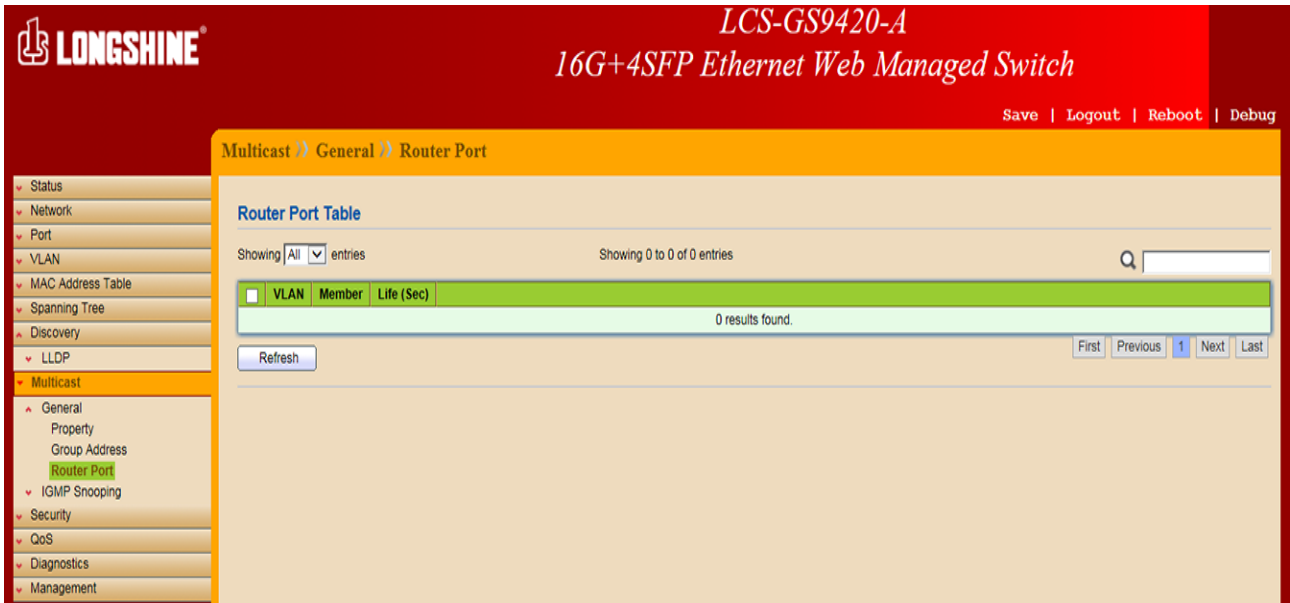 LONGSHINE®
LCS-GS9420-A
16G+4SFP Ethernet Web Managed Switch
Save | Logout | Reboot | Debug
Multicast » General » Router Port
Status
Network
Port
VLAN
MAC Address Table
Spanning Tree
Discovery
LLDP
Multicast
General
Property
Group Address
Router Port
IGMP Snooping
Security
QoS
Diagnostics
Management
Router Port Table
Showing All entries
Showing 0 to 0 of 0 entries
VLAN Member Life (Sec)
0 results found.
First Previous 1 Next Last
Refresh